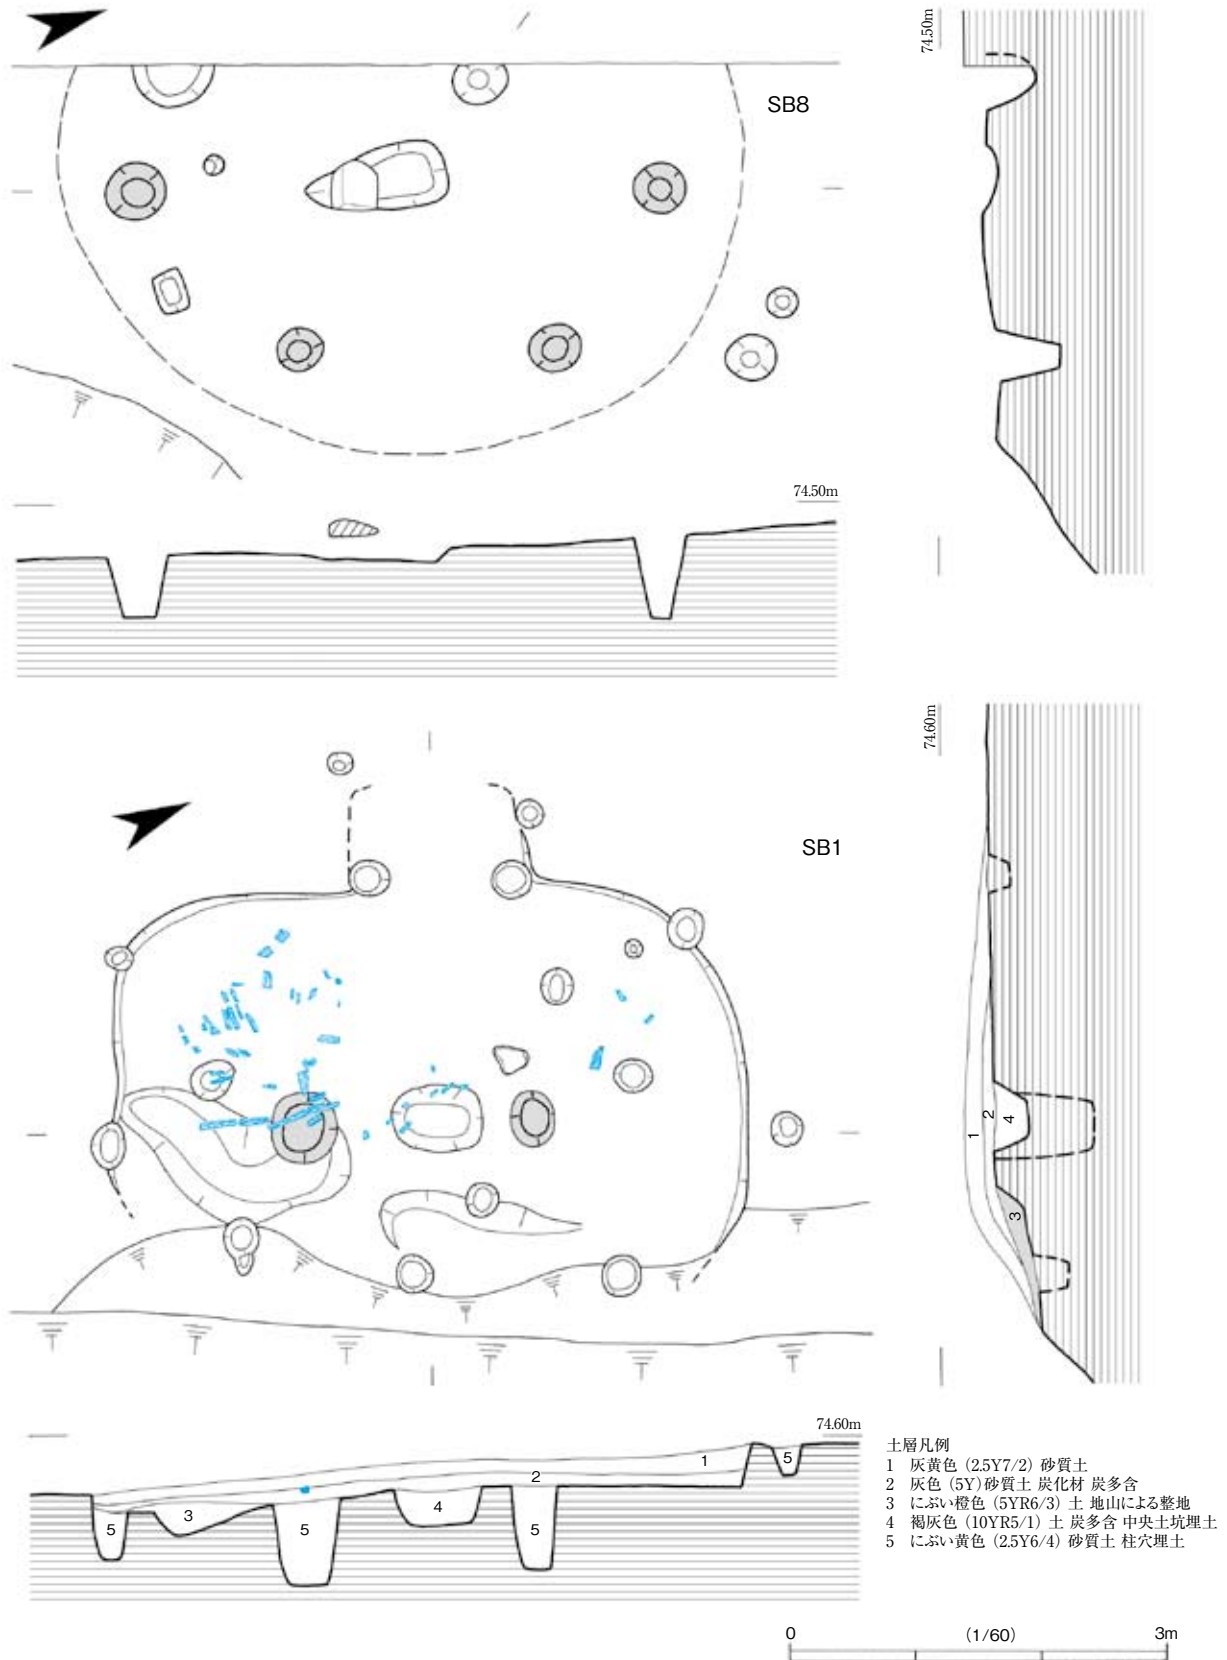 74.50m
SB8
74.50m
74.60m
SB1
1
2
4
3
74.60m
1
5
2
3
4
5
5
5
土層凡例
1 灰黄色 (2.5Y7/2) 砂質土
2 灰色 (5Y) 砂質土 炭化材 炭多含
3 にぶい橙色 (5YR6/3) 土 地山による整地
4 褐灰色 (10YR5/1) 土 炭多含 中央土坑埋土
5 にぶい黄色 (2.5Y6/4) 砂質土 柱穴埋土
0 (1/60) 3m